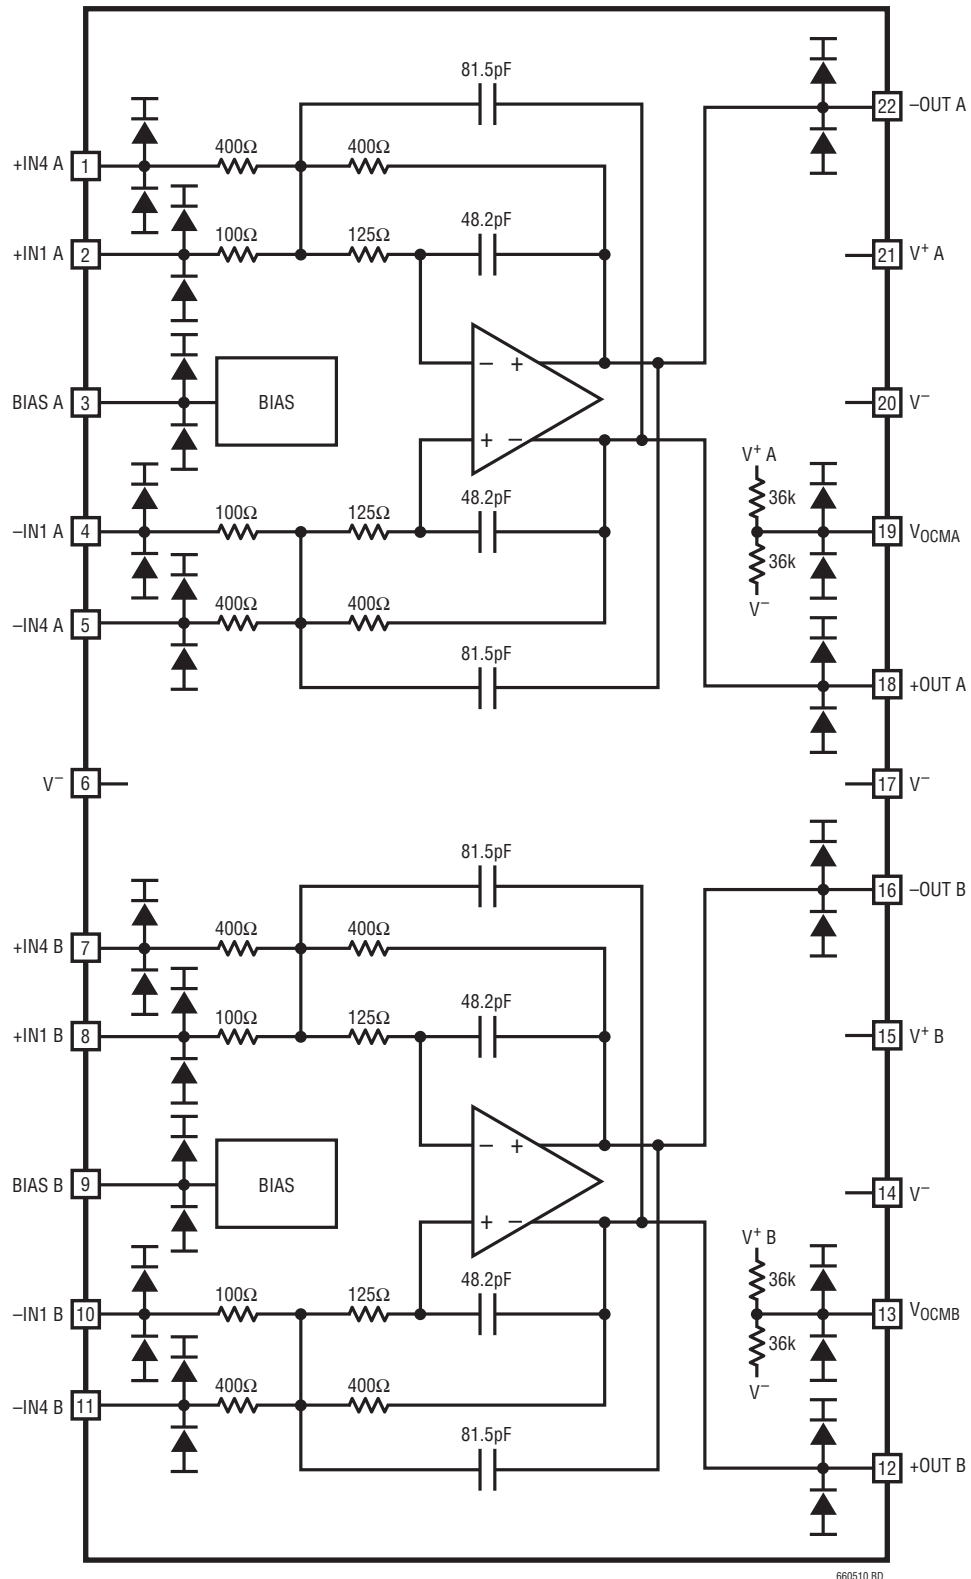 81.5pF
22 –OUT A
400Ω 400Ω
+IN4 A 1
48.2pF
100Ω 125Ω
+IN1 A 2
21 V+ A
– +
BIAS A 3 BIAS
20 V–
+ –
V+ A
48.2pF
36k
100Ω 125Ω
–IN1 A 4
19 VOCMA
36k
V–
400Ω 400Ω
–IN4 A 5
81.5pF
18 +OUT A
V– 6
17 V–
81.5pF
16 –OUT B
400Ω 400Ω
+IN4 B 7
48.2pF
100Ω 125Ω
+IN1 B 8
15 V+ B
– +
BIAS B 9 BIAS
14 V–
+ –
V+ B
48.2pF
36k
100Ω 125Ω
–IN1 B 10
13 VOCMB
36k
V–
400Ω 400Ω
–IN4 B 11
81.5pF
12 +OUT B
660510 BD